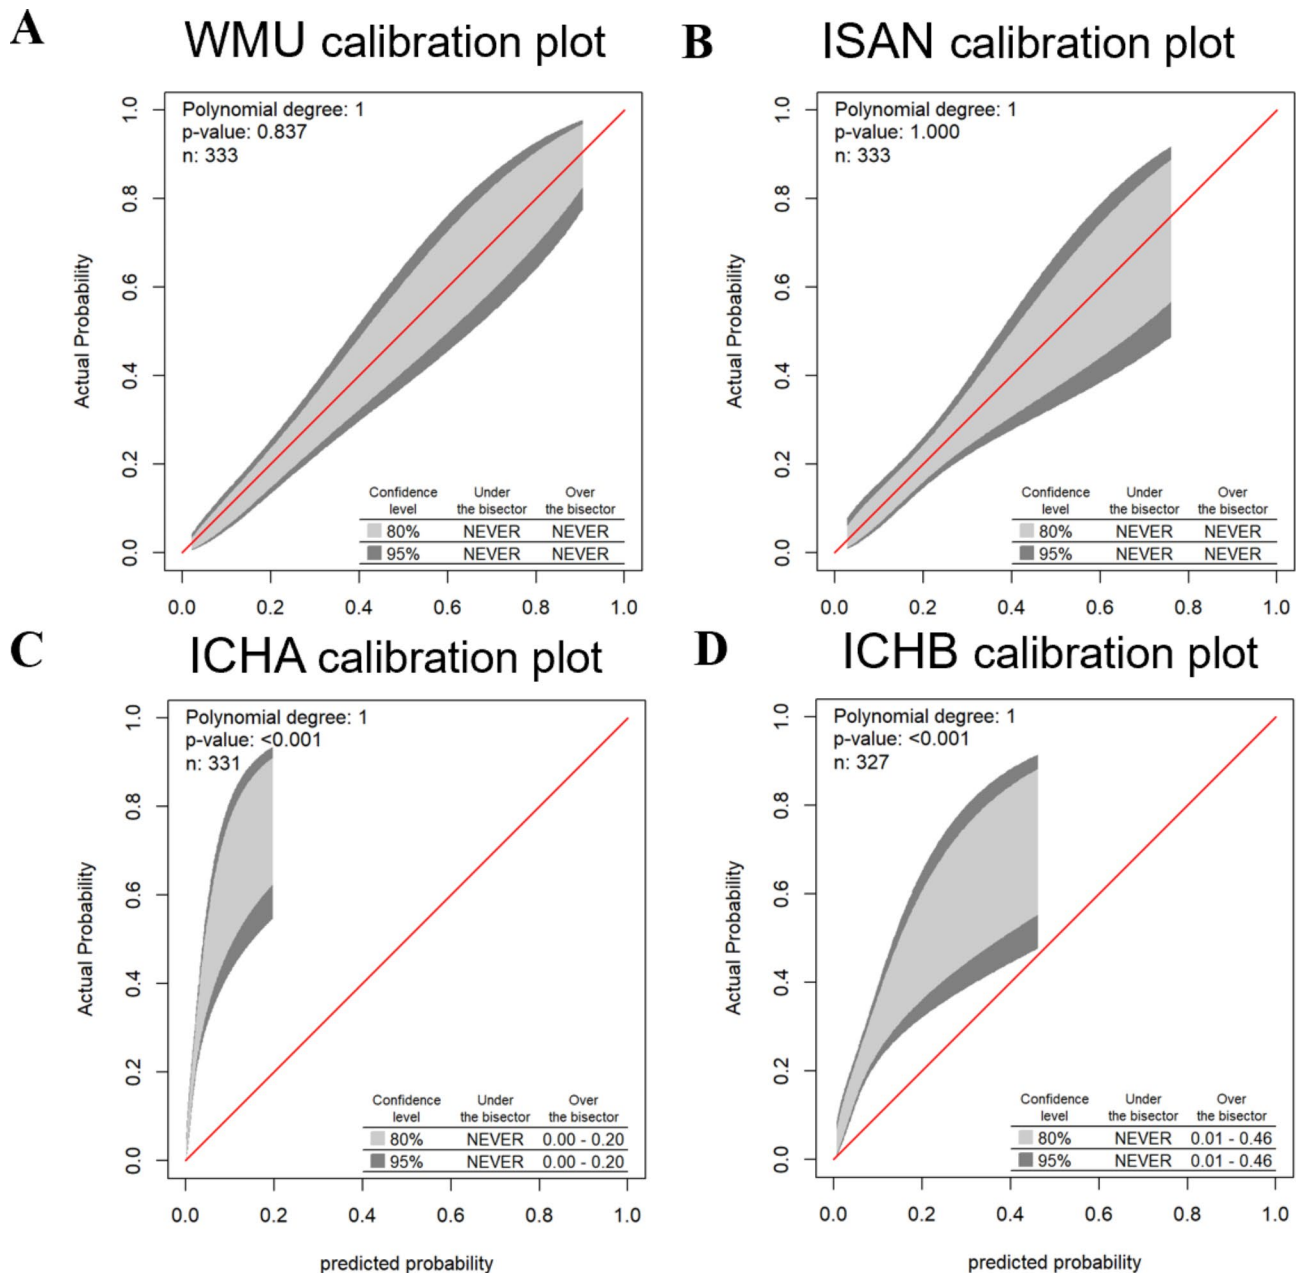 A
WMU calibration plot
Polynomial degree: 1
p-value: 0.837
n: 333
Actual Probability
1.0
0.8
0.6
0.4
0.2
0.0
Confidence level Under the bisector Over the bisector
80% NEVER NEVER
95% NEVER NEVER
0.0 0.2 0.4 0.6 0.8 1.0
B
ISAN calibration plot
Polynomial degree: 1
p-value: 1.000
n: 333
Actual Probability
1.0
0.8
0.6
0.4
0.2
0.0
Confidence level Under the bisector Over the bisector
80% NEVER NEVER
95% NEVER NEVER
0.0 0.2 0.4 0.6 0.8 1.0
C
ICHA calibration plot
Polynomial degree: 1
p-value: <0.001
n: 331
Actual Probability
1.0
0.8
0.6
0.4
0.2
0.0
Confidence level Under the bisector Over the bisector
80% NEVER 0.00 - 0.20
95% NEVER 0.00 - 0.20
0.0 0.2 0.4 0.6 0.8 1.0
predicted probability
D
ICHB calibration plot
Polynomial degree: 1
p-value: <0.001
n: 327
Actual Probability
1.0
0.8
0.6
0.4
0.2
0.0
Confidence level Under the bisector Over the bisector
80% NEVER 0.01 - 0.46
95% NEVER 0.01 - 0.46
0.0 0.2 0.4 0.6 0.8 1.0
predicted probability